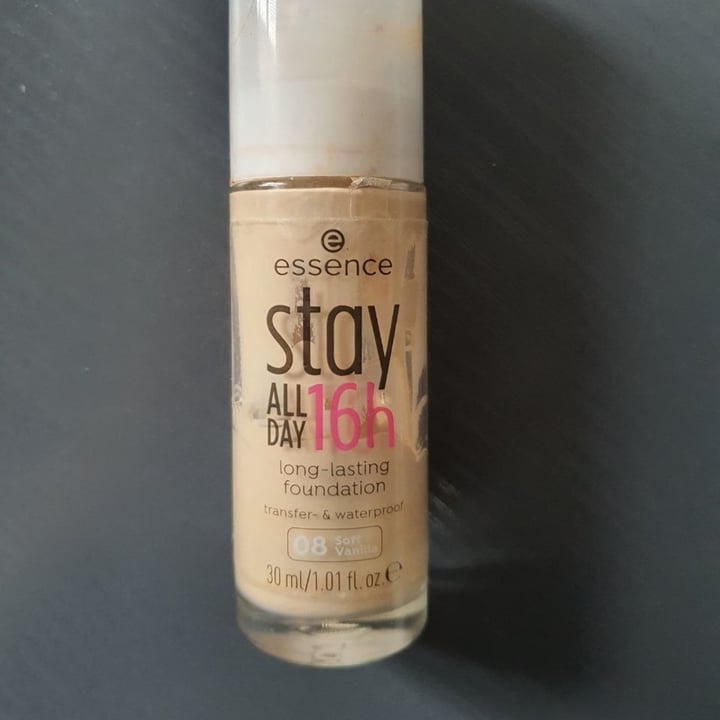 e
essence
stay
ALL DAY 16h
long-lasting
foundation
transfer- & waterproof
08 Soft Vanilla
30 ml/1.01 fl. oz. ℮